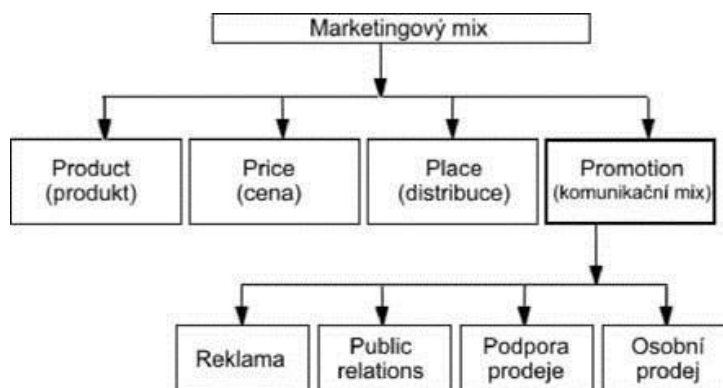 Marketingový mix
Product
(produkt)
Price
(cena)
Place
(distribuce)
Promotion
(komunikační mix)
Reklama
Public
relations
Podpora
prodeje
Osobní
prodej